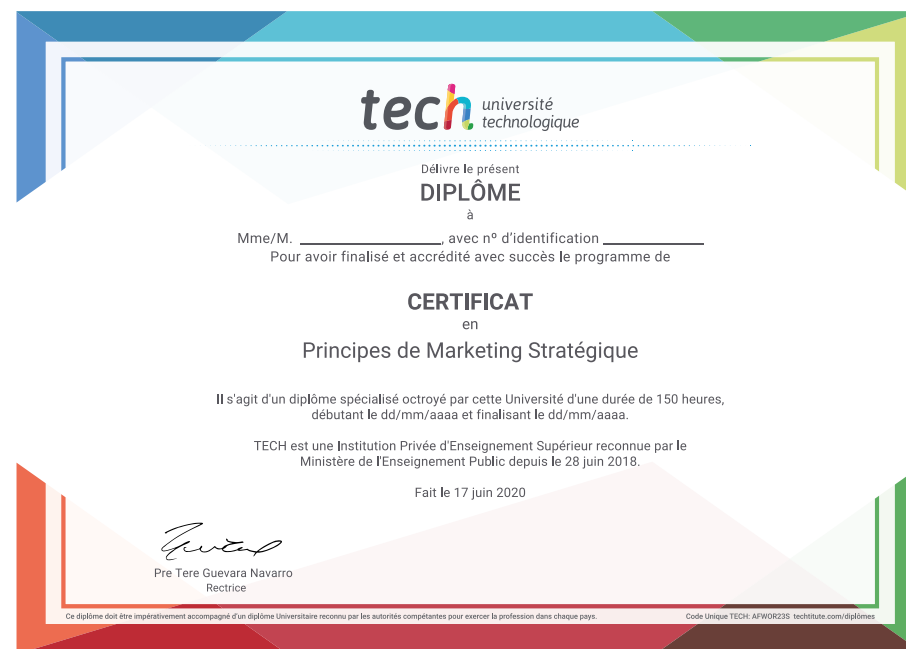 tech université
technologique
Délivre le présent
DIPLÔME
à
Mme/M. ____________________, avec nº d'identification ______________
Pour avoir finalisé et accrédité avec succès le programme de
CERTIFICAT
en
Principes de Marketing Stratégique
Il s'agit d'un diplôme spécialisé octroyé par cette Université d'une durée de 150 heures,
débutant le dd/mm/aaaa et finalisant le dd/mm/aaaa.
TECH est une Institution Privée d'Enseignement Supérieur reconnue par le
Ministère de l'Enseignement Public depuis le 28 juin 2018.
Fait le 17 juin 2020
Pre Tere Guevara Navarro
Rectrice
Ce diplôme doit être impérativement accompagné d'un diplôme Universitaire reconnu par les autorités compétentes pour exercer la profession dans chaque pays.
Code Unique TECH: AFWOR23S techtitute.com/diplômes